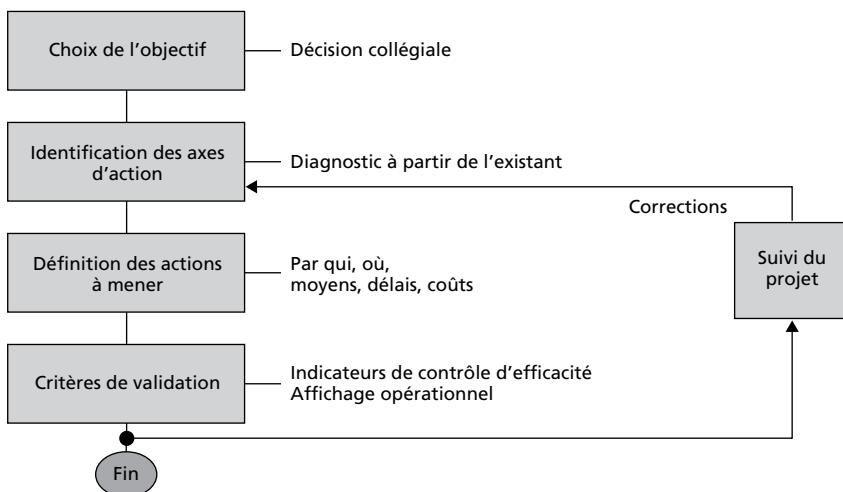 Choix de l'objectif
Décision collégiale
Identification des axes
d'action
Diagnostic à partir de l'existant
Corrections
Définition des actions
à mener
Par qui, où,
moyens, délais, coûts
Suivi du
projet
Critères de validation
Indicateurs de contrôle d'efficacité
Affichage opérationnel
Fin